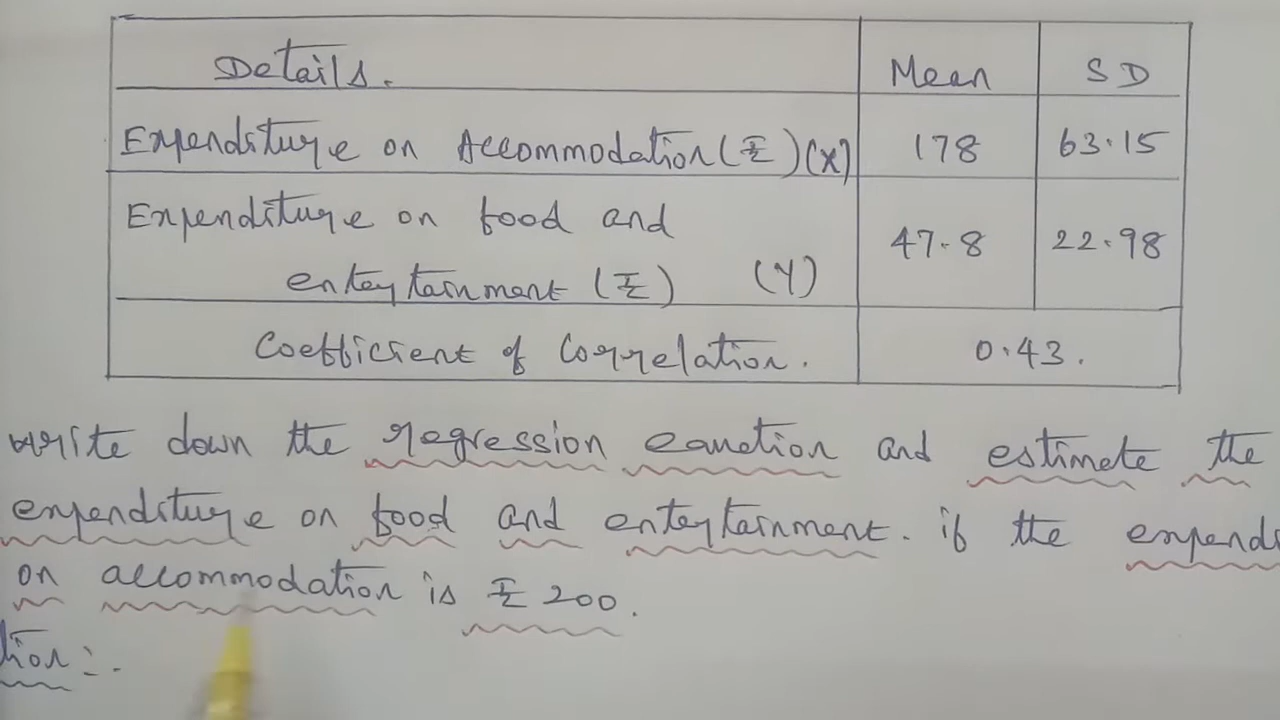 Details. Mean SD
Expenditure on Accommodation (₹) (X) 178 63.15
Expenditure on food and
entertainment (₹) (Y) 47.8 22.98
Coefficient of Correlation. 0.43.
write down the regression equation and estimate the
expenditure on food and entertainment. if the expendi
on accommodation is ₹ 200.
tion:-.